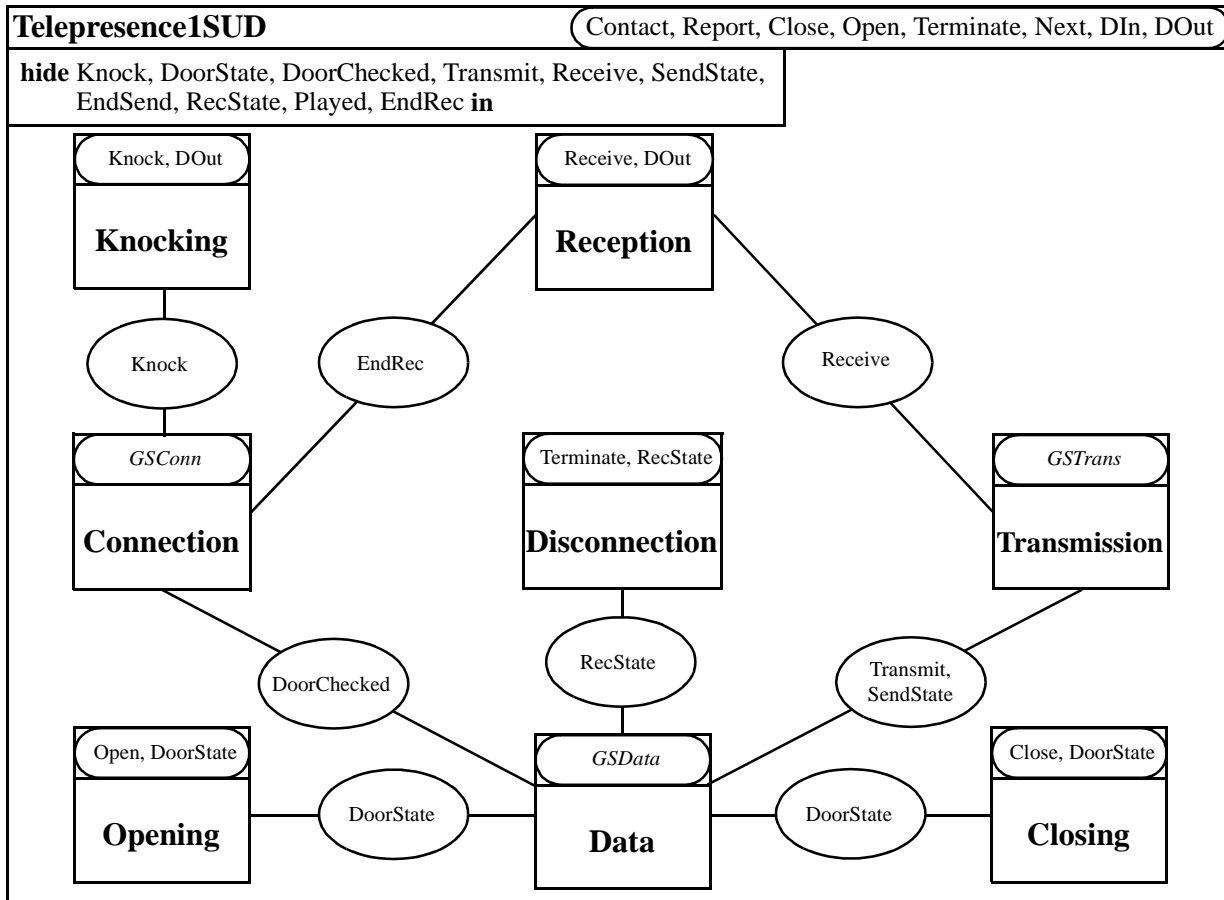 Telepresence1SUD
Contact, Report, Close, Open, Terminate, Next, DIn, DOut
hide Knock, DoorState, DoorChecked, Transmit, Receive, SendState,
EndSend, RecState, Played, EndRec in
Knock, DOut
Knocking
Receive, DOut
Reception
Knock
EndRec
Receive
GSConn
Connection
Terminate, RecState
Disconnection
GSTrans
Transmission
DoorChecked
RecState
Transmit,
SendState
Open, DoorState
Opening
DoorState
GSData
Data
DoorState
Close, DoorState
Closing